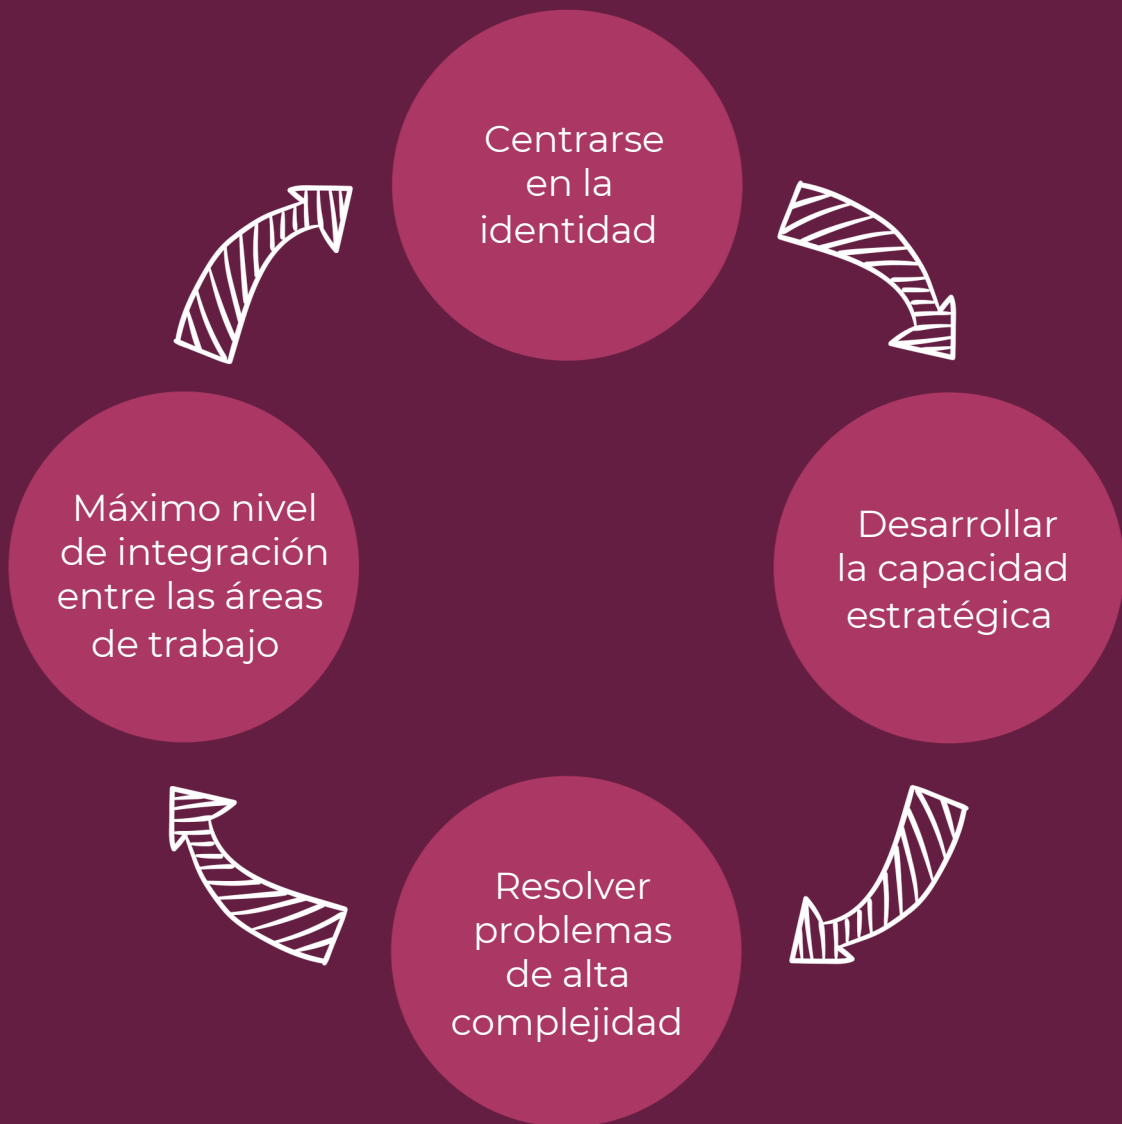 Centrarse
en la
identidad
Desarrollar
la capacidad
estratégica
Resolver
problemas
de alta
complejidad
Máximo nivel
de integración
entre las áreas
de trabajo